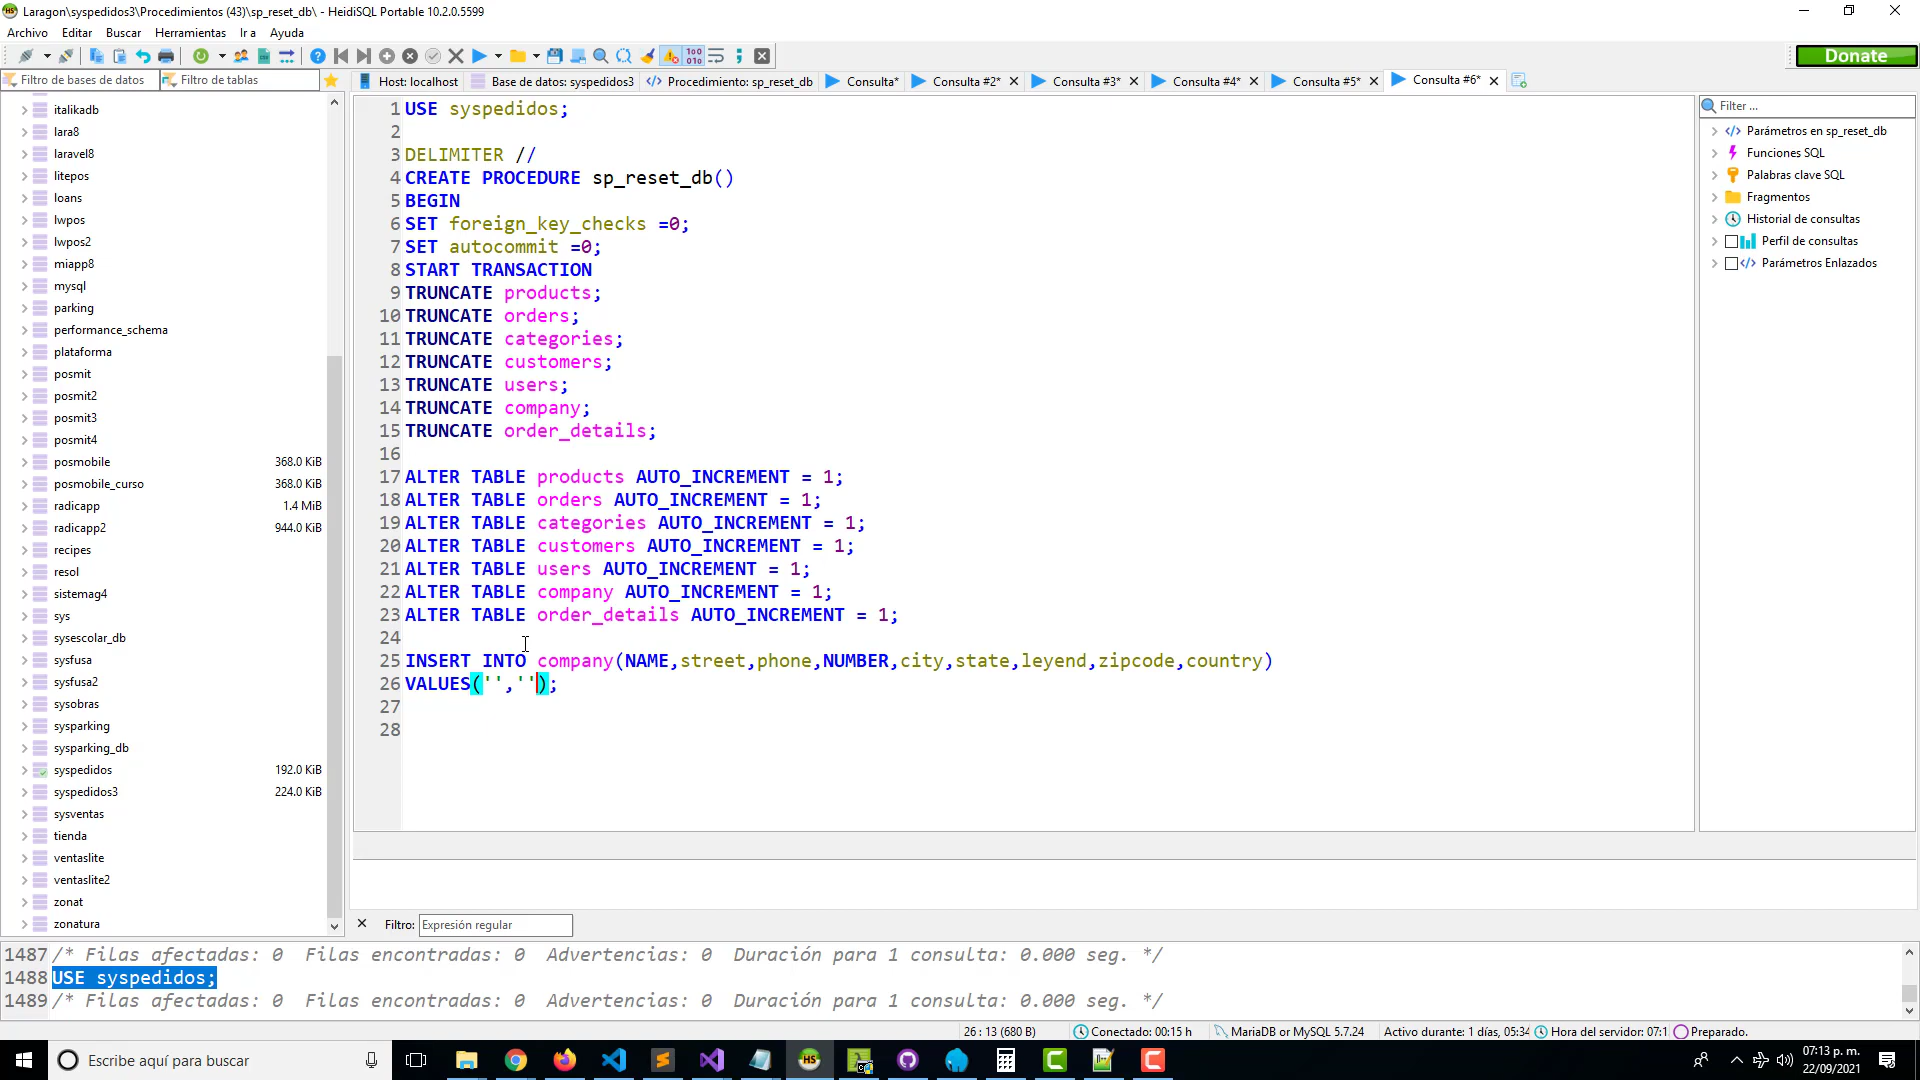 Laragon\syspedidos3\Procedimientos (43)\sp_reset_db\ - HeidiSQL Portable 10.2.0.5599
Archivo Editar Buscar Herramientas Ir a Ayuda
Donate
Filtro de bases de datos Filtro de tablas
Host: localhost Base de datos: syspedidos3 Procedimiento: sp_reset_db Consulta* Consulta #2* Consulta #3* Consulta #4* Consulta #5* Consulta #6*
italikadb
lara8
laravel8
litepos
loans
lwpos
lwpos2
miapp8
mysql
parking
performance_schema
plataforma
posmit
posmit2
posmit3
posmit4
posmobile 368.0 KiB
posmobile_curso 368.0 KiB
radicapp 1.4 MiB
radicapp2 944.0 KiB
recipes
resol
sistemag4
sys
sysescolar_db
sysfusa
sysfusa2
sysobras
sysparking
sysparking_db
syspedidos 192.0 KiB
syspedidos3 224.0 KiB
sysventas
tienda
ventaslite
ventaslite2
zonat
zonatura
1 USE syspedidos;
2
3 DELIMITER //
4 CREATE PROCEDURE sp_reset_db()
5 BEGIN
6 SET foreign_key_checks =0;
7 SET autocommit =0;
8 START TRANSACTION
9 TRUNCATE products;
10 TRUNCATE orders;
11 TRUNCATE categories;
12 TRUNCATE customers;
13 TRUNCATE users;
14 TRUNCATE company;
15 TRUNCATE order_details;
16
17 ALTER TABLE products AUTO_INCREMENT = 1;
18 ALTER TABLE orders AUTO_INCREMENT = 1;
19 ALTER TABLE categories AUTO_INCREMENT = 1;
20 ALTER TABLE customers AUTO_INCREMENT = 1;
21 ALTER TABLE users AUTO_INCREMENT = 1;
22 ALTER TABLE company AUTO_INCREMENT = 1;
23 ALTER TABLE order_details AUTO_INCREMENT = 1;
24
25 INSERT INTO company(NAME,street,phone,NUMBER,city,state,leyend,zipcode,country)
26 VALUES('','');
27
28
Filter ...
Parámetros en sp_reset_db
Funciones SQL
Palabras clave SQL
Fragmentos
Historial de consultas
Perfil de consultas
Parámetros Enlazados
Filtro: Expresión regular
1487 /* Filas afectadas: 0 Filas encontradas: 0 Advertencias: 0 Duración para 1 consulta: 0.000 seg. */
1488 USE syspedidos;
1489 /* Filas afectadas: 0 Filas encontradas: 0 Advertencias: 0 Duración para 1 consulta: 0.000 seg. */
26 : 13 (680 B) Conectado: 00:15 h MariaDB or MySQL 5.7.24 Activo durante: 1 días, 05:34 Hora del servidor: 07:1 Preparado.
Escribe aquí para buscar
07:13 p. m.
22/09/2021